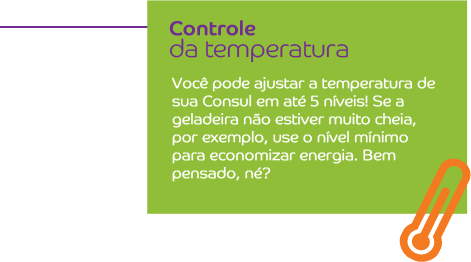 Controle
da temperatura
Você pode ajustar a temperatura de
sua Consul em até 5 níveis! Se a
geladeira não estiver muito cheia,
por exemplo, use o nível mínimo
para economizar energia. Bem
pensado, né?